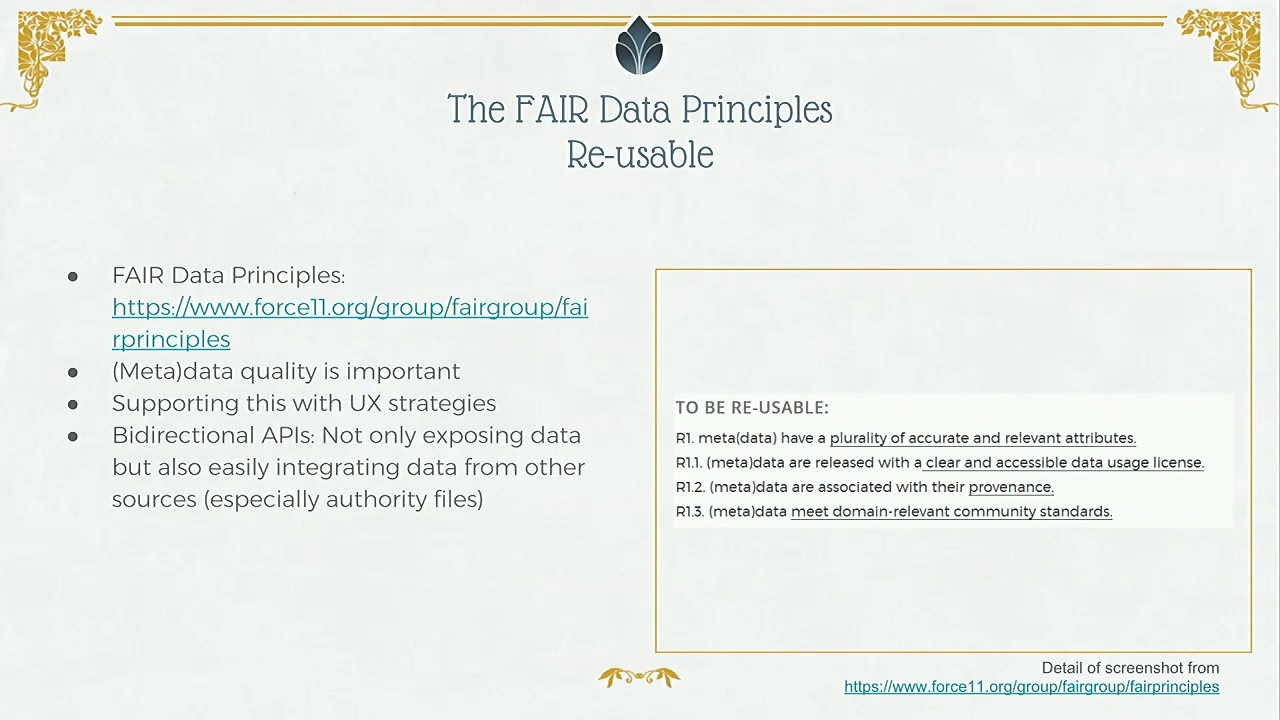 The FAIR Data Principles
Re-usable
● FAIR Data Principles:
https://www.force11.org/group/fairgroup/fai
rprinciples
● (Meta)data quality is important
● Supporting this with UX strategies
● Bidirectional APIs: Not only exposing data
but also easily integrating data from other
sources (especially authority files)
TO BE RE-USABLE:
R1. meta(data) have a plurality of accurate and relevant attributes.
R1.1. (meta)data are released with a clear and accessible data usage license.
R1.2. (meta)data are associated with their provenance.
R1.3. (meta)data meet domain-relevant community standards.
Detail of screenshot from
https://www.force11.org/group/fairgroup/fairprinciples